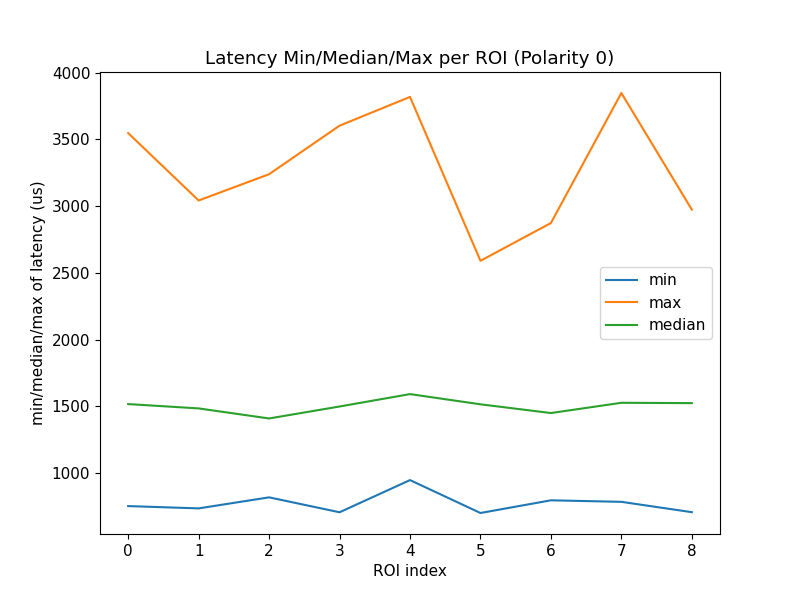 Latency Min/Median/Max per ROI (Polarity 0)
min/median/max of latency (us)
4000
3500
3000
2500
2000
1500
1000
min
max
median
0 1 2 3 4 5 6 7 8
ROI index